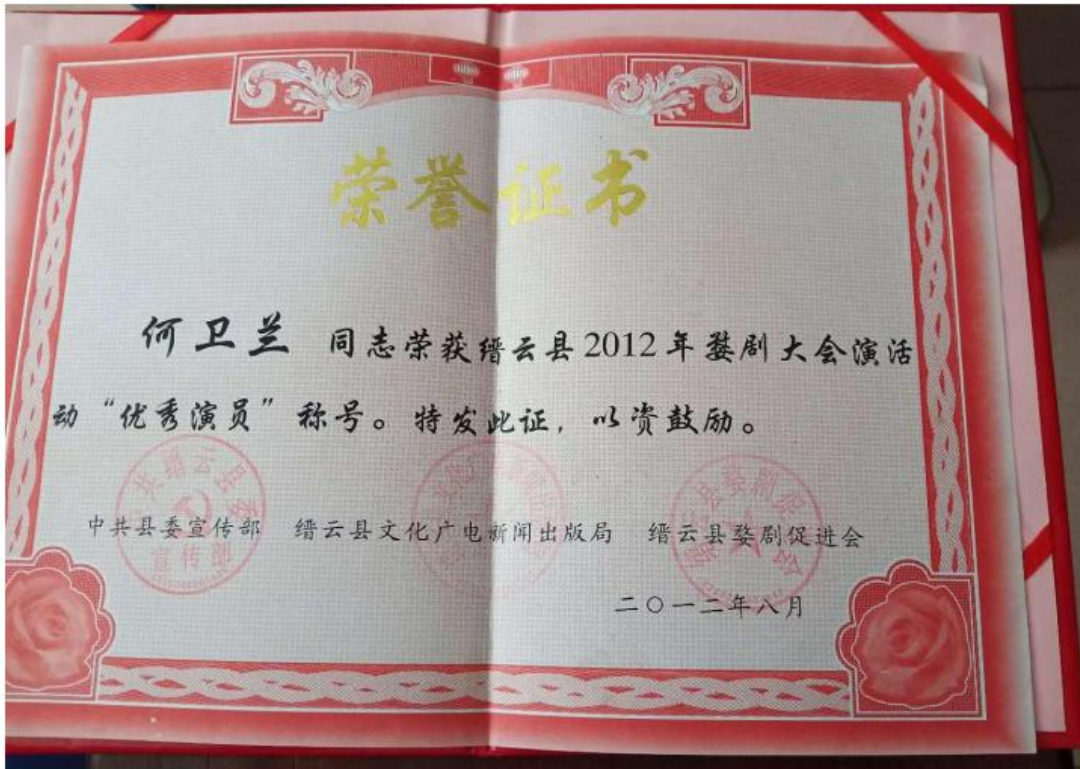 荣誉证书
何卫兰 同志荣获缙云县2012年婺剧大会演活
动“优秀演员”称号。特发此证，以资鼓励。
中共县委宣传部 缙云县文化广电新闻出版局 缙云县婺剧促进会
二〇一二年八月